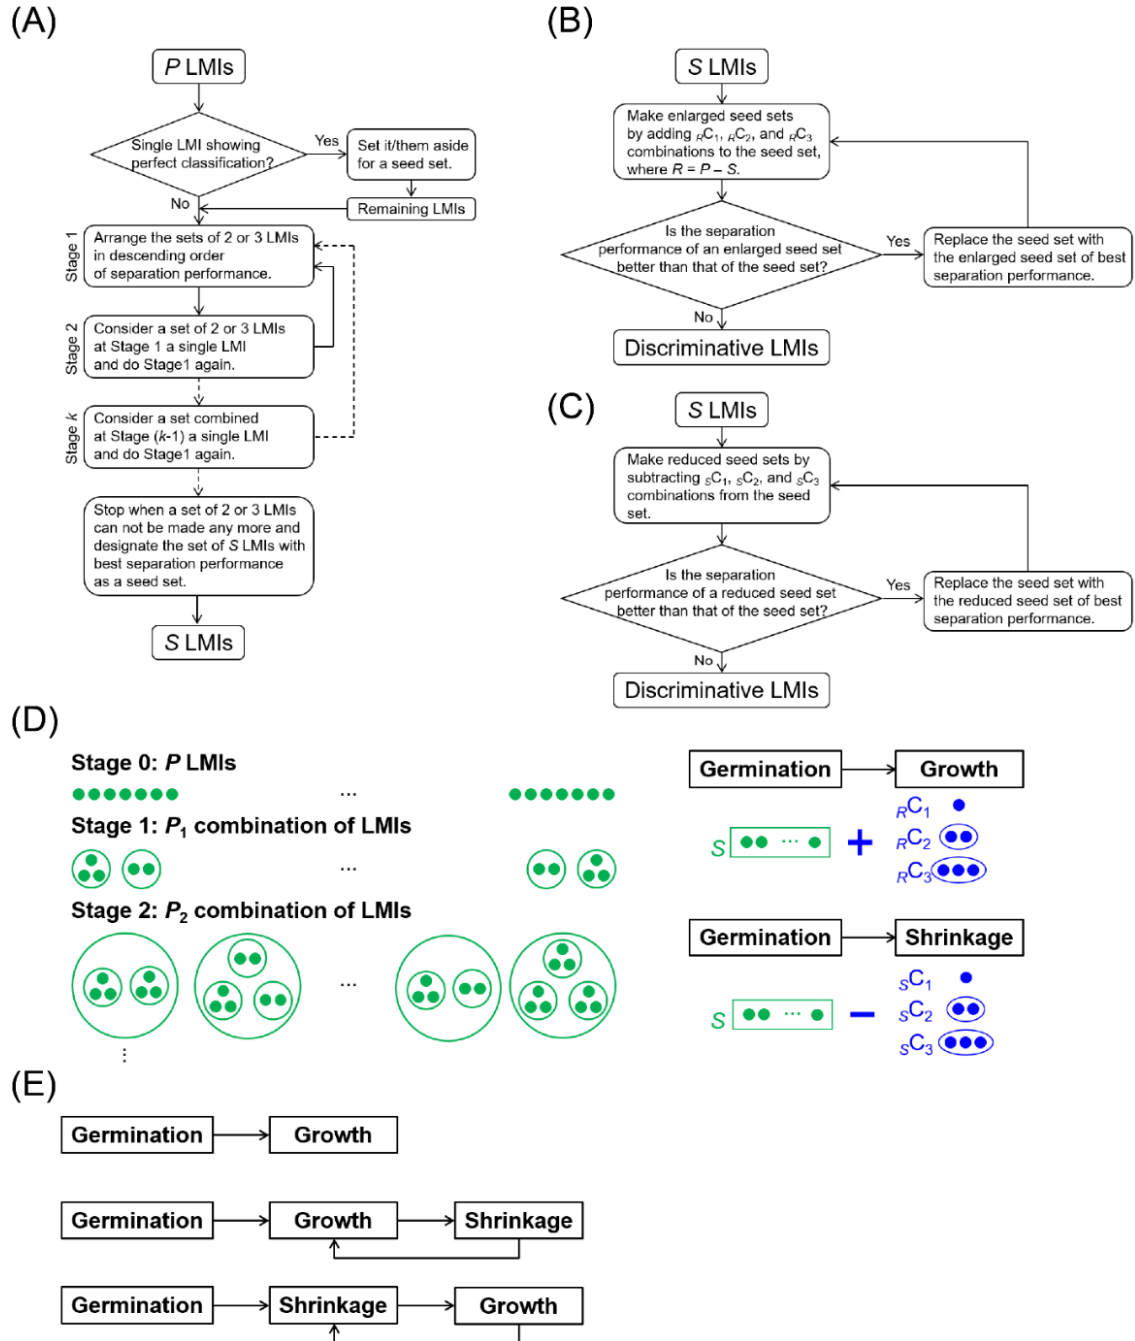 (A)
P LMIs
Single LMI showing
perfect classification?
Yes
Set it/them aside
for a seed set.
No
Remaining LMIs
Stage 1
Arrange the sets of 2 or 3 LMIs
in descending order
of separation performance.
Stage 2
Consider a set of 2 or 3 LMIs
at Stage 1 a single LMI
and do Stage1 again.
Stage k
Consider a set combined
at Stage (k-1) a single LMI
and do Stage1 again.
Stop when a set of 2 or 3 LMIs
can not be made any more and
designate the set of S LMIs with
best separation performance
as a seed set.
S LMIs
(B)
S LMIs
Make enlarged seed sets
by adding RC1, RC2, and RC3
combinations to the seed set,
where R = P – S.
Is the separation
performance of an enlarged seed set
better than that of the seed set?
Yes
Replace the seed set with
the enlarged seed set of best
separation performance.
No
Discriminative LMIs
(C)
S LMIs
Make reduced seed sets by
subtracting SC1, SC2, and SC3
combinations from the seed
set.
Is the separation
performance of a reduced seed set
better than that of the seed set?
Yes
Replace the seed set with
the reduced seed set of best
separation performance.
No
Discriminative LMIs
(D)
Stage 0: P LMIs
...
Stage 1: P1 combination of LMIs
...
Stage 2: P2 combination of LMIs
...
⋮
Germination
Growth
S
...
+
RC1
RC2
RC3
Germination
Shrinkage
S
...
–
SC1
SC2
SC3
(E)
Germination
Growth
Germination
Growth
Shrinkage
Germination
Shrinkage
Growth